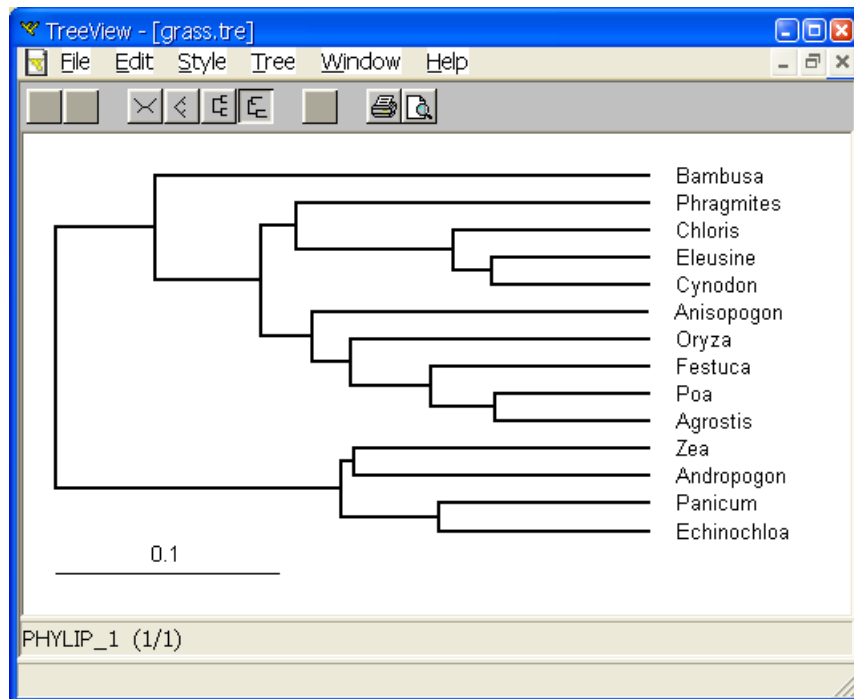 TreeView - [grass.tre]
File Edit Style Tree Window Help
Bambusa
Phragmites
Chloris
Eleusine
Cynodon
Anisopogon
Oryza
Festuca
Poa
Agrostis
Zea
Andropogon
Panicum
Echinochloa
0.1
PHYLIP_1 (1/1)